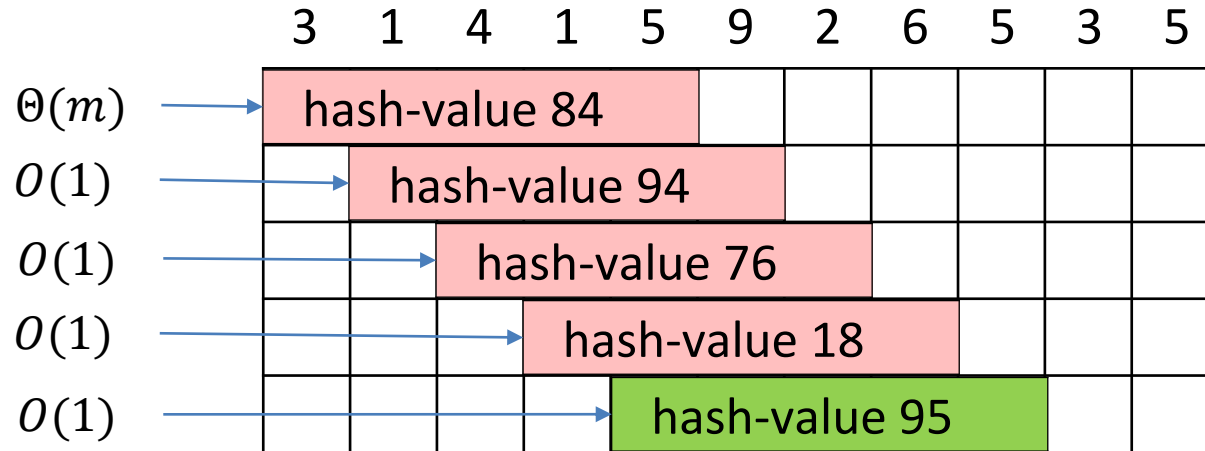 3 1 4 1 5 9 2 6 5 3 5
Θ(m) hash-value 84
O(1) hash-value 94
O(1) hash-value 76
O(1) hash-value 18
O(1) hash-value 95